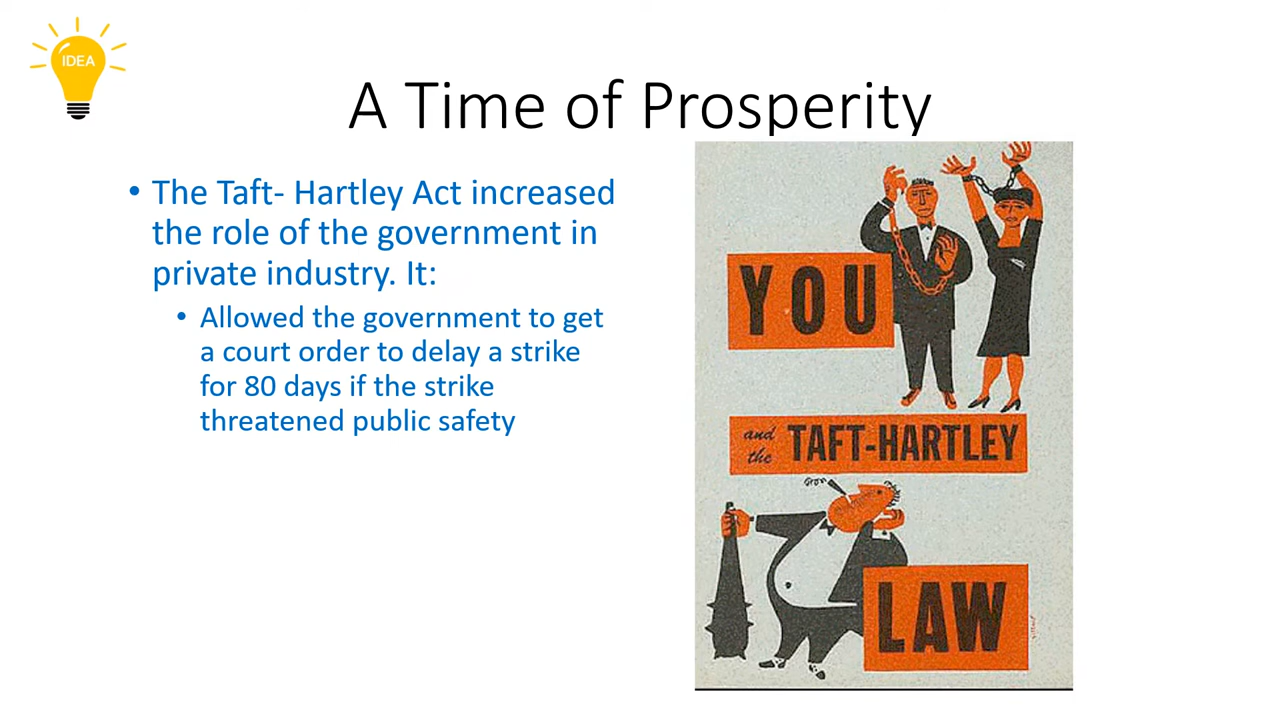 IDEA
A Time of Prosperity
• The Taft- Hartley Act increased
the role of the government in
private industry. It:
• Allowed the government to get
a court order to delay a strike
for 80 days if the strike
threatened public safety
YOU
and the TAFT-HARTLEY
LAW